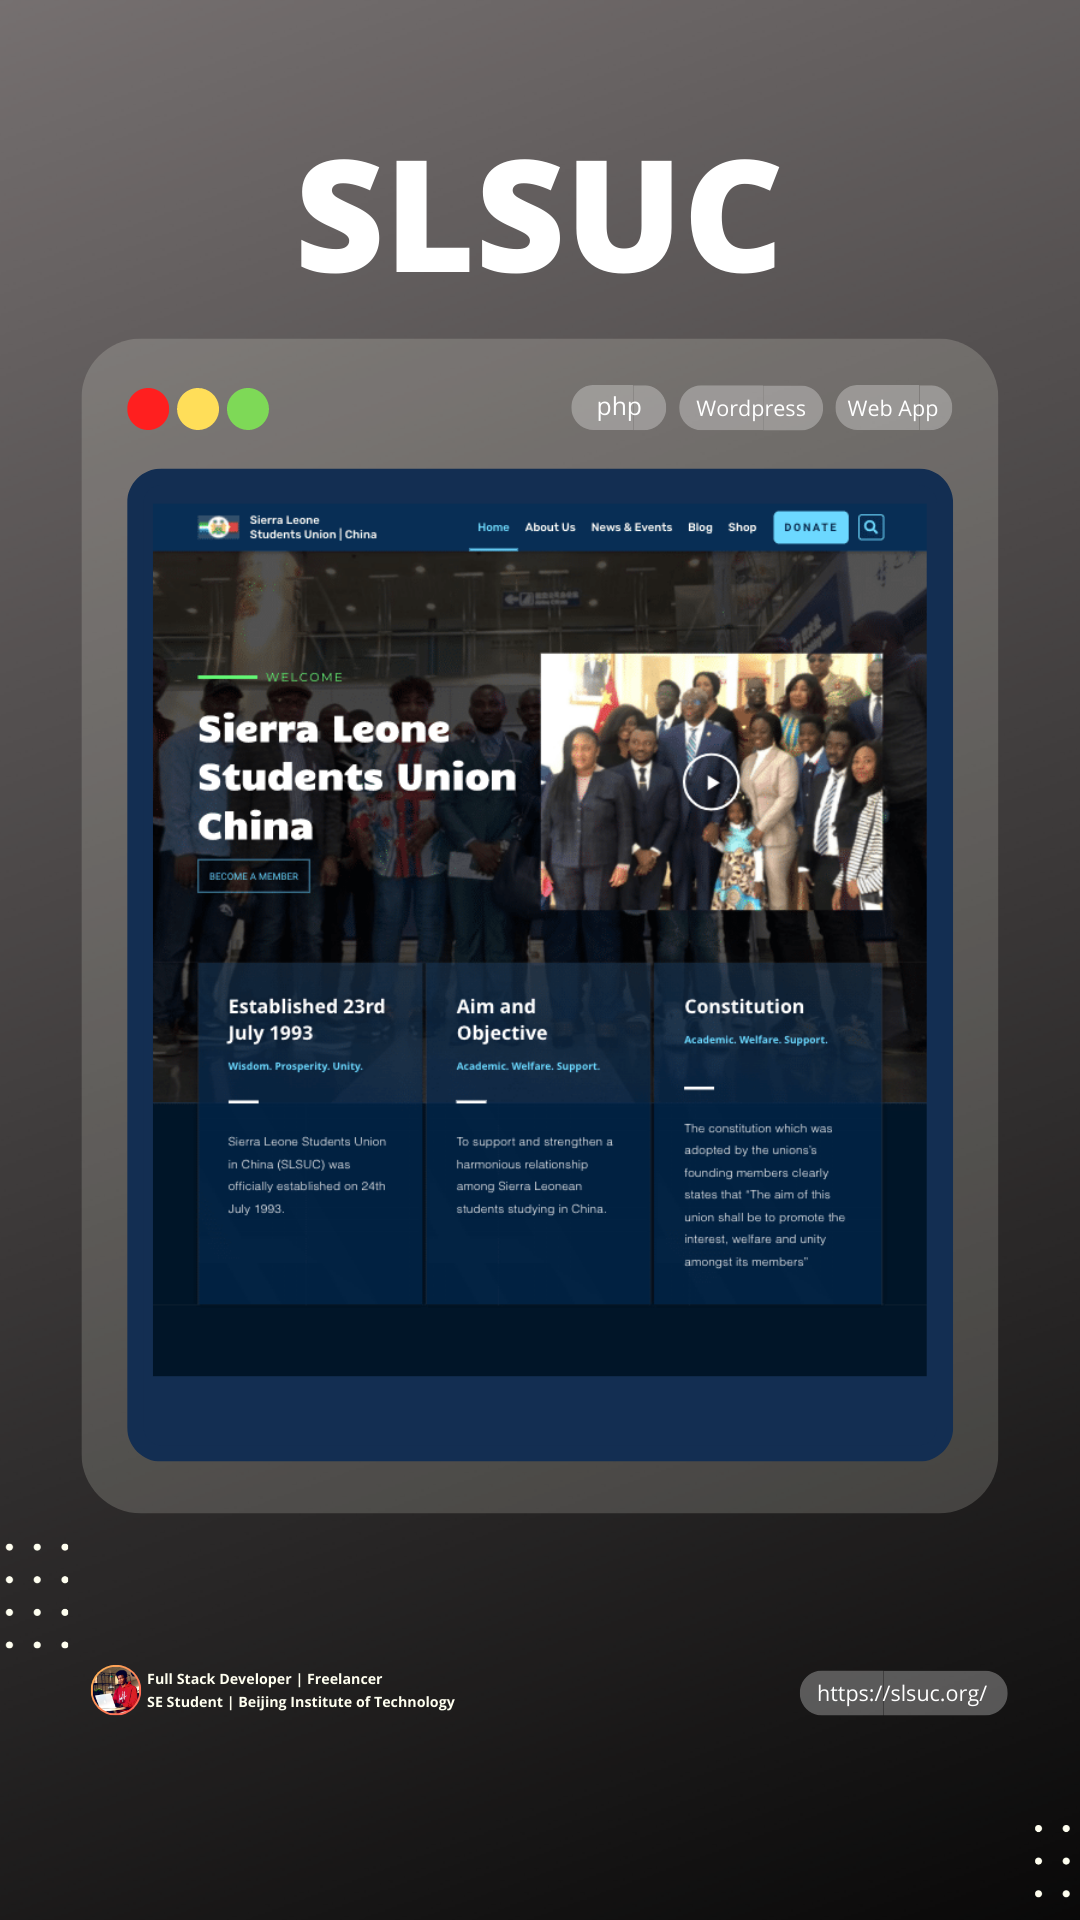 SLSUC
php
Wordpress
Web App
Sierra Leone
Students Union | China
Home
About Us
News & Events
Blog
Shop
DONATE
WELCOME
Sierra Leone
Students Union
China
BECOME A MEMBER
Established 23rd
July 1993
Wisdom. Prosperity. Unity.
Sierra Leone Students Union
in China (SLSUC) was
officially established on 24th
July 1993.
Aim and
Objective
Academic. Welfare. Support.
To support and strengthen a
harmonious relationship
among Sierra Leonean
students studying in China.
Constitution
Academic. Welfare. Support.
The constitution which was
adopted by the unions's
founding members clearly
states that "The aim of this
union shall be to promote the
interest, welfare and unity
amongst its members"
Full Stack Developer | Freelancer
SE Student | Beijing Institute of Technology
https://slsuc.org/